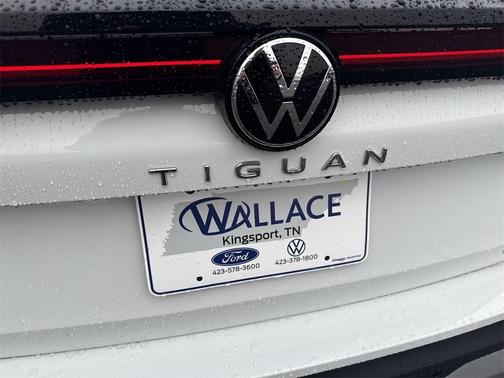 TIGUAN
WALLACE
Kingsport, TN
Ford
423-578-3600 423-378-1800